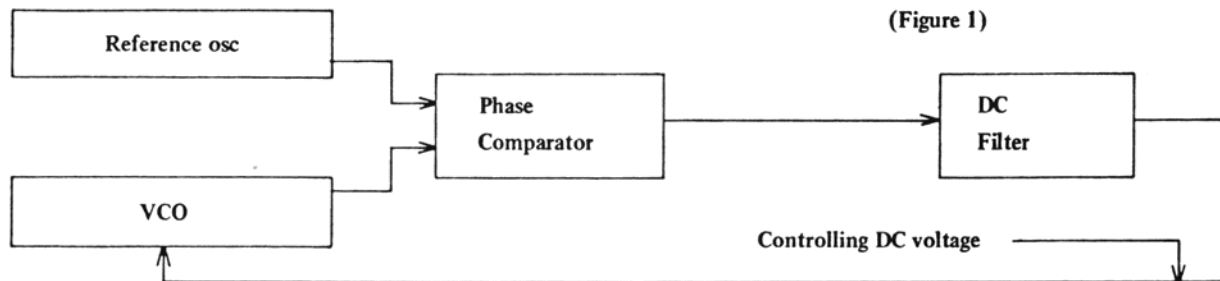 (Figure 1)
Reference osc
Phase
Comparator
DC
Filter
VCO
Controlling DC voltage